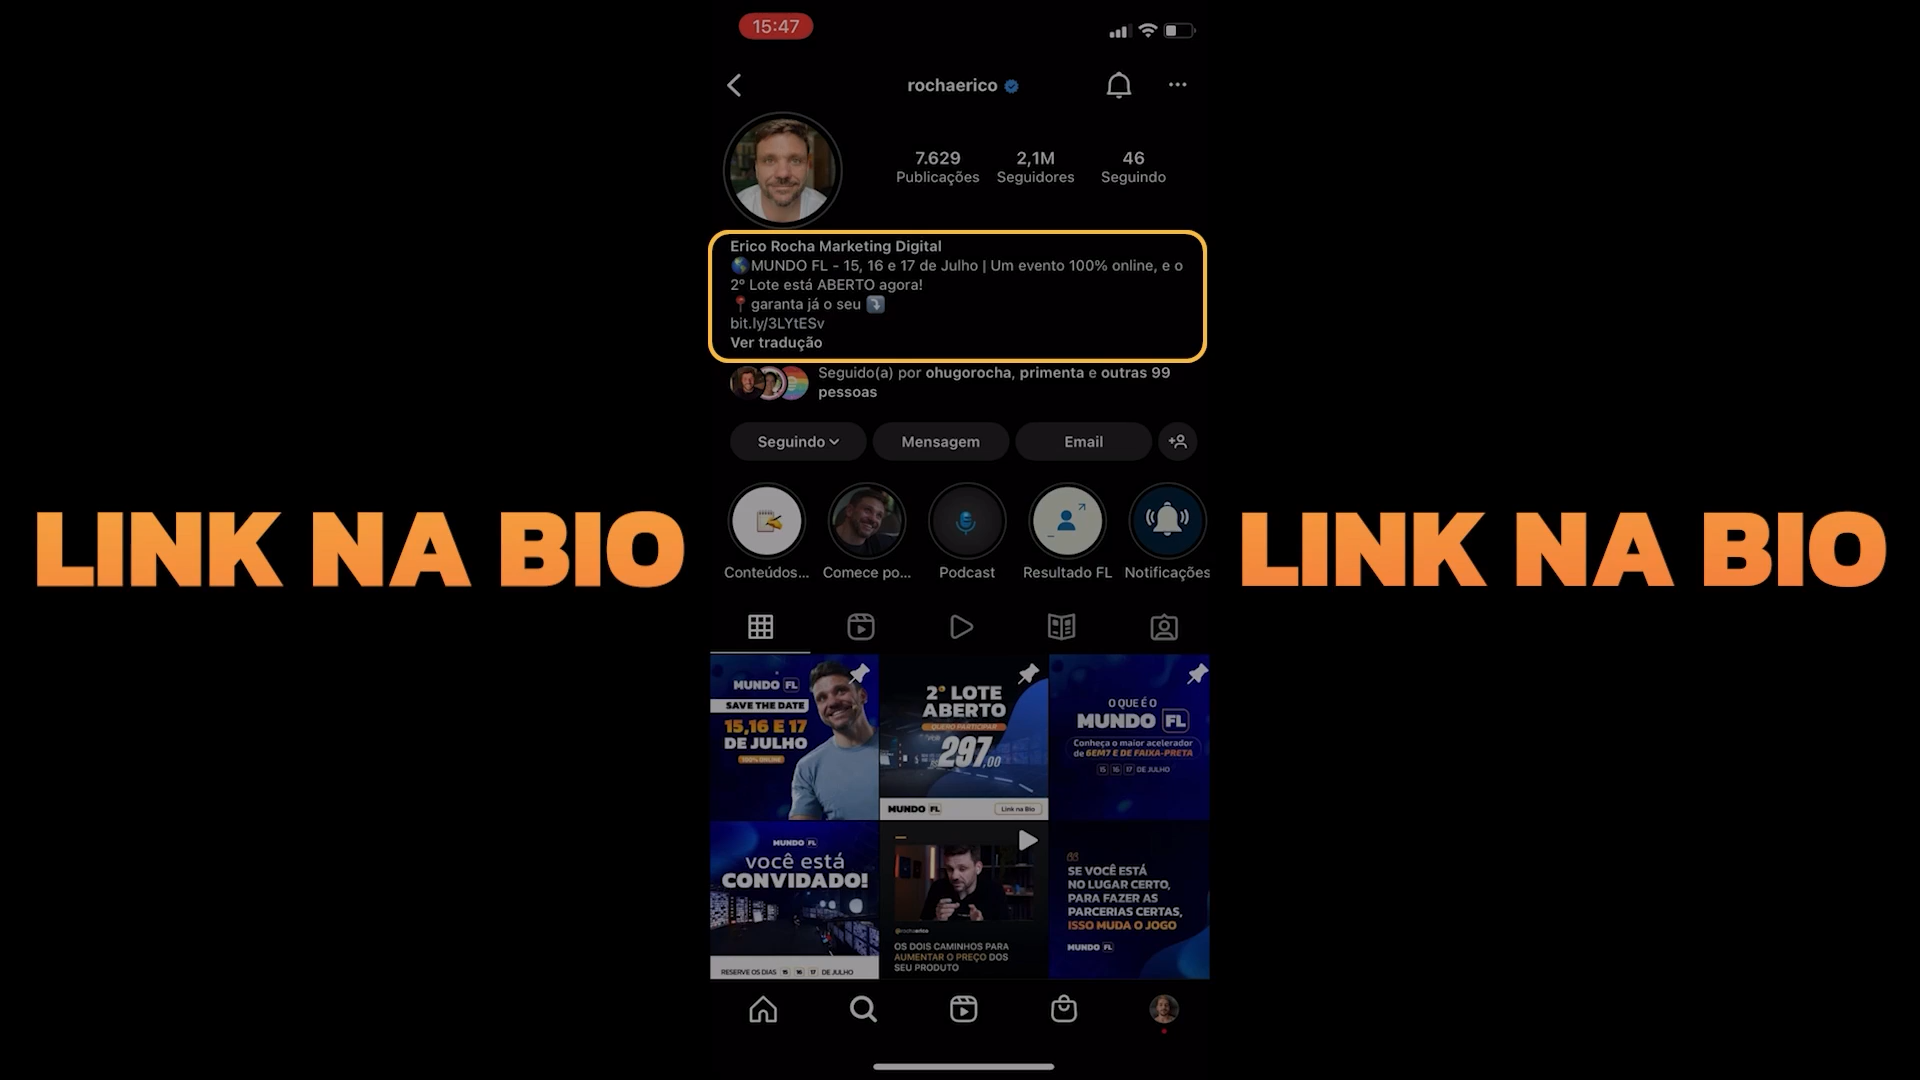 15:47
rochaerico
7.629
Publicações
2,1M
Seguidores
46
Seguindo
Erico Rocha Marketing Digital
🌎MUNDO FL - 15, 16 e 17 de Julho | Um evento 100% online, e o
2º Lote está ABERTO agora!
📍 garanta já o seu ⤵️
bit.ly/3LYtESv
Ver tradução
Seguido(a) por ohugorocha, primenta e outras 99
pessoas
Seguindo
Mensagem
Email
LINK NA BIO
LINK NA BIO
Conteúdos...
Comece po...
Podcast
Resultado FL
Notificações
MUNDO FL
SAVE THE DATE
15,16 E 17
DE JULHO
100% ONLINE
2º LOTE
ABERTO
QUERO PARTICIPAR
297,00
MUNDO FL
Link na Bio
O QUE É O
MUNDO FL
Conheça o maior acelerador
de 6EM7 E DE FAIXA-PRETA
15 16 17 DE JULHO
MUNDO FL
você está
CONVIDADO!
RESERVE OS DIAS 15 16 17 DE JULHO
@rochaerico
OS DOIS CAMINHOS PARA
AUMENTAR O PREÇO DOS
SEU PRODUTO
SE VOCÊ ESTÁ
NO LUGAR CERTO,
PARA FAZER AS
PARCERIAS CERTAS,
ISSO MUDA O JOGO
MUNDO FL